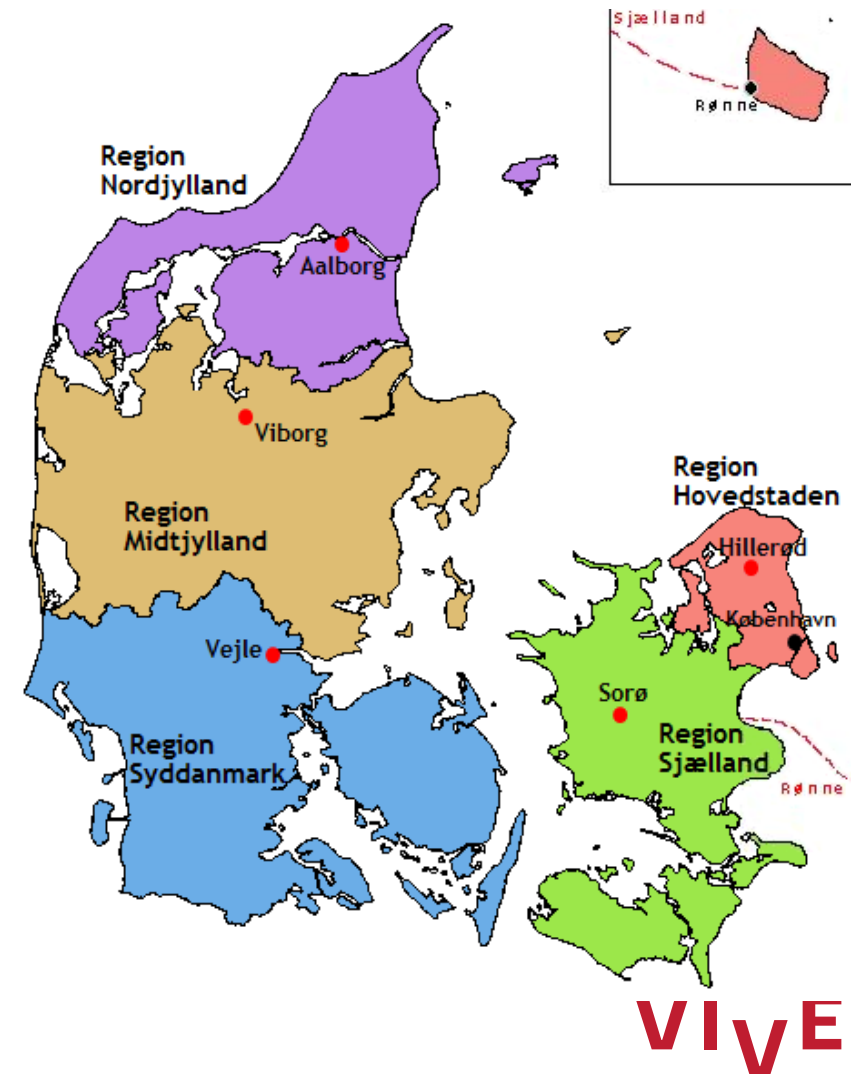 Sjælland
Rønne
Region
Nordjylland
Aalborg
Viborg
Region
Midtjylland
Region
Hovedstaden
Hillerød
København
Vejle
Sorø
Region
Syddanmark
Region
Sjælland
Rønne
VIVE